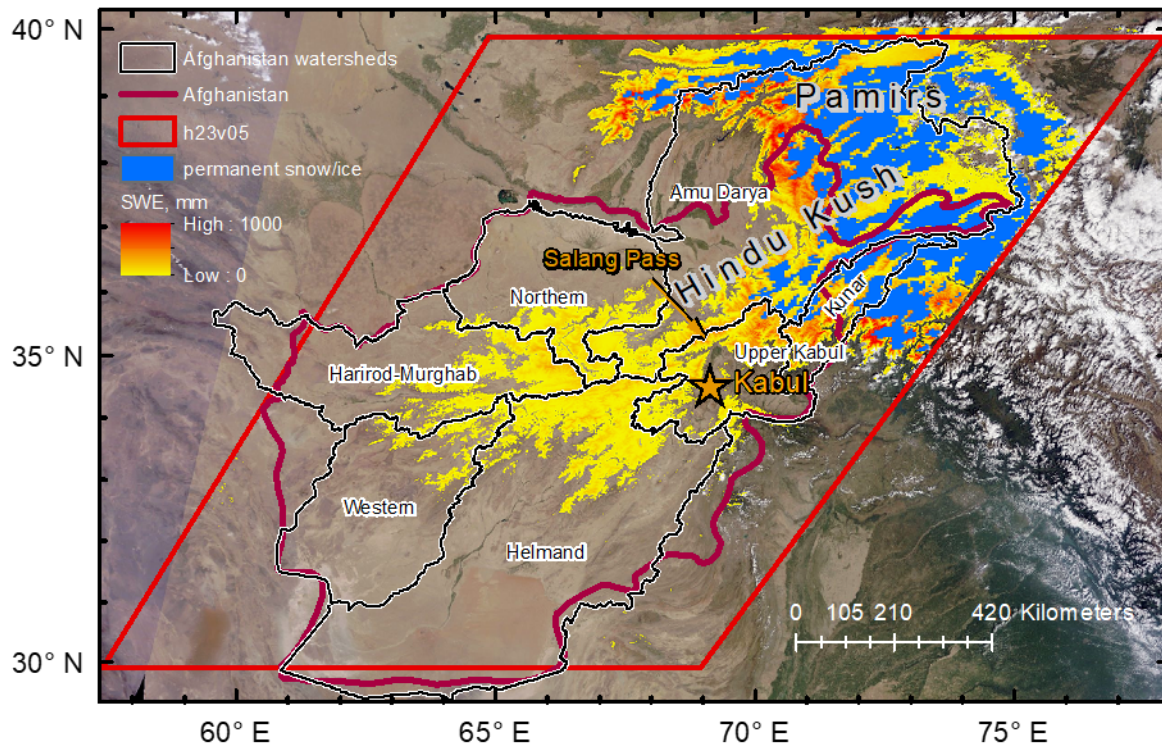 40° N
35° N
30° N
Afghanistan watersheds
Afghanistan
h23v05
permanent snow/ice
SWE, mm
High : 1000
Low : 0
Pamirs
Amu Darya
Hindu Kush
Salang Pass
Northern
Kunar
Harirod-Murghab
Upper Kabul
Kabul
Western
Helmand
0 105 210 420 Kilometers
60° E 65° E 70° E 75° E